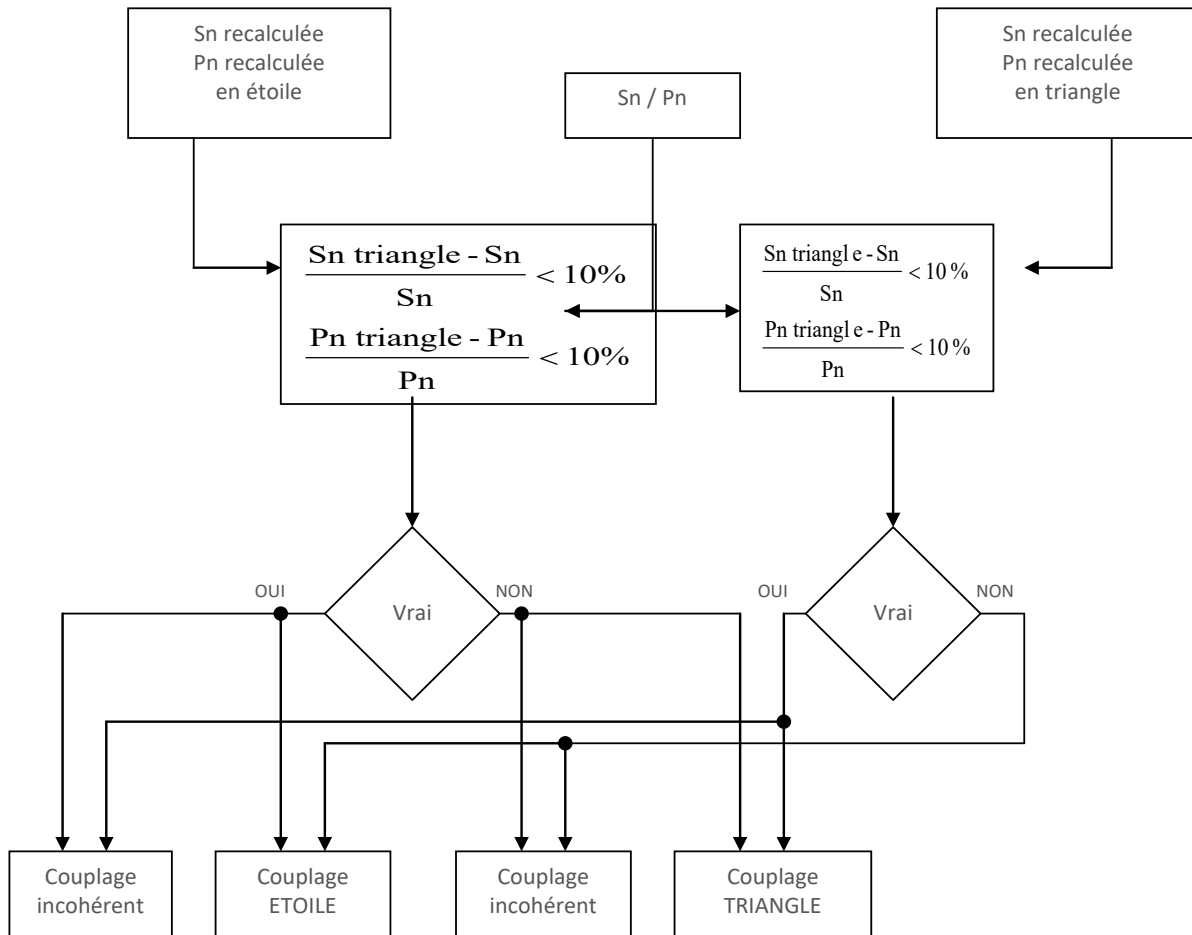 Sn recalculée
Pn recalculée
en étoile
Sn / Pn
Sn recalculée
Pn recalculée
en triangle
Sn triangle - Sn
Sn
< 10%
Pn triangle - Pn
Pn
< 10%
Sn triangl e - Sn
Sn
< 10 %
Pn triangl e - Pn
Pn
< 10 %
OUI
Vrai
NON
OUI
Vrai
NON
Couplage
incohérent
Couplage
ETOILE
Couplage
incohérent
Couplage
TRIANGLE